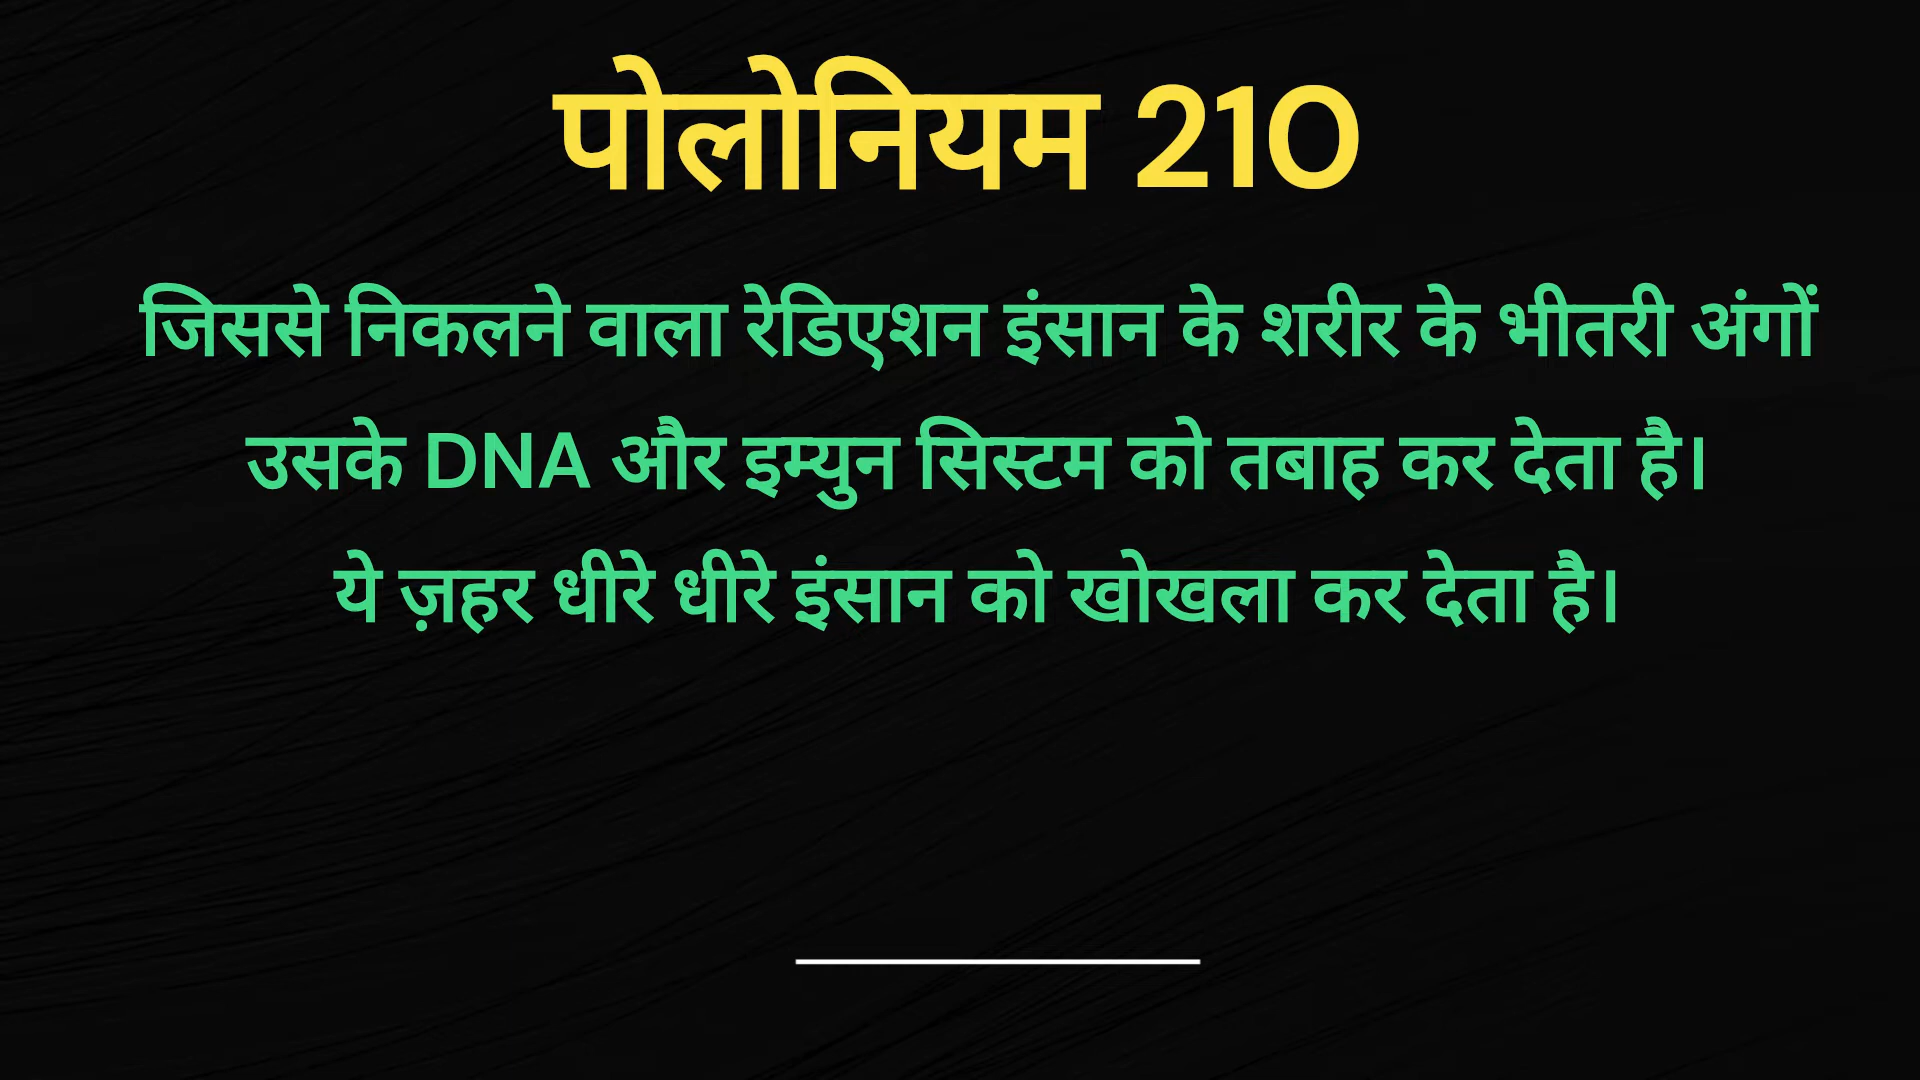 पोलोनियम 210
जिससे निकलने वाला रेडिएशन इंसान के शरीर के भीतरी अंगों
उसके DNA और इम्युन सिस्टम को तबाह कर देता है।
ये ज़हर धीरे धीरे इंसान को खोखला कर देता है।